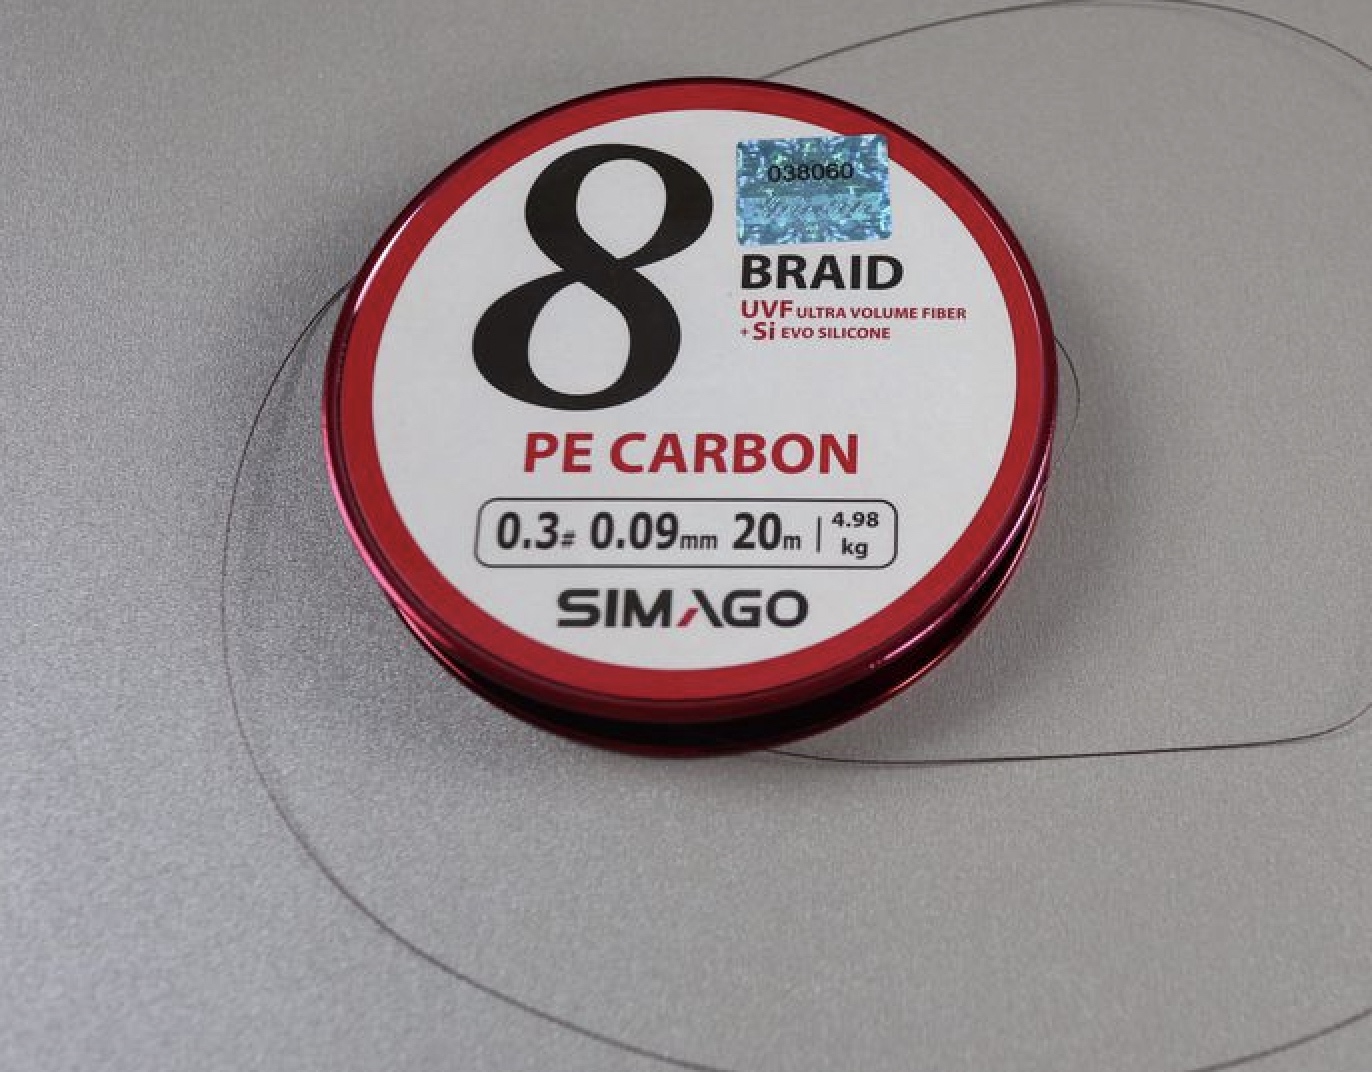 8
038060
BRAID
UVF ULTRA VOLUME FIBER
+ Si EVO SILICONE
PE CARBON
0.3# 0.09mm 20m | 4.98 kg
SIMAGO